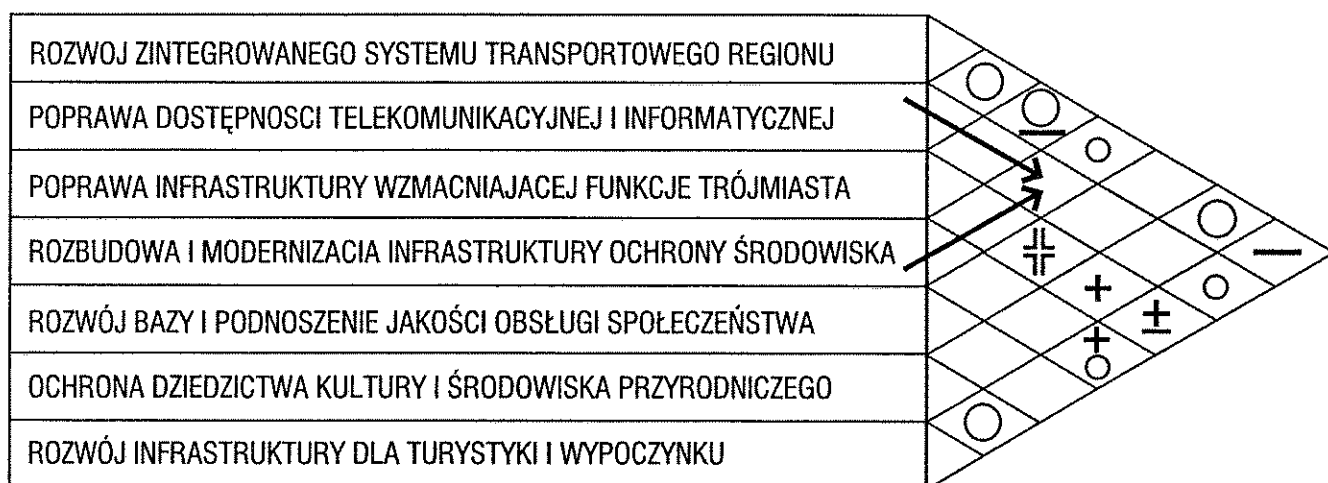 ROZWOJ ZINTEGROWANEGO SYSTEMU TRANSPORTOWEGO REGIONU
POPRAWA DOSTĘPNOSCI TELEKOMUNIKACYJNEJ I INFORMATYCZNEJ
POPRAWA INFRASTRUKTURY WZMACNIAJACEJ FUNKCJE TRÓJMIASTA
ROZBUDOWA I MODERNIZACIA INFRASTRUKTURY OCHRONY ŚRODOWISKA
ROZWÓJ BAZY I PODNOSZENIE JAKOŚCI OBSŁUGI SPOŁECZEŃSTWA
OCHRONA DZIEDZICTWA KULTURY I ŚRODOWISKA PRZYRODNICZEGO
ROZWÓJ INFRASTRUKTURY DLA TURYSTYKI I WYPOCZYNKU